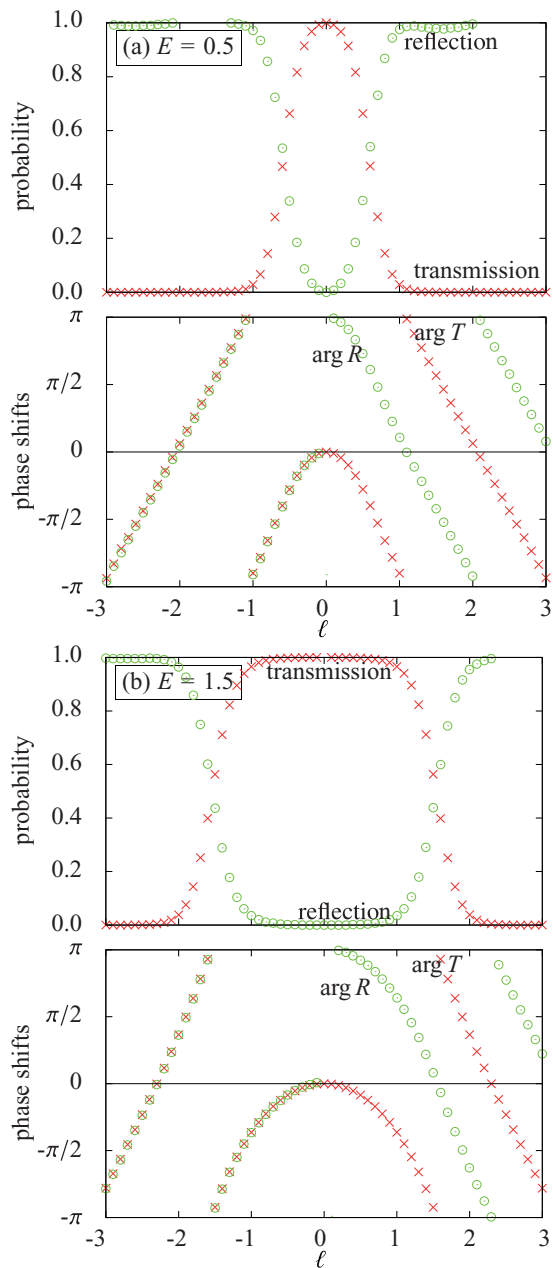 1.0
(a) E = 0.5
reflection
0.8
0.6
probability
0.4
0.2
transmission
0.0
π
arg R
arg T
π/2
phase shifts
0
-π/2
-π
-3
-2
-1
0
1
2
3
ℓ
1.0
(b) E = 1.5
transmission
0.8
0.6
probability
0.4
0.2
reflection
0.0
π
arg R
arg T
π/2
phase shifts
0
-π/2
-π
-3
-2
-1
0
1
2
3
ℓ